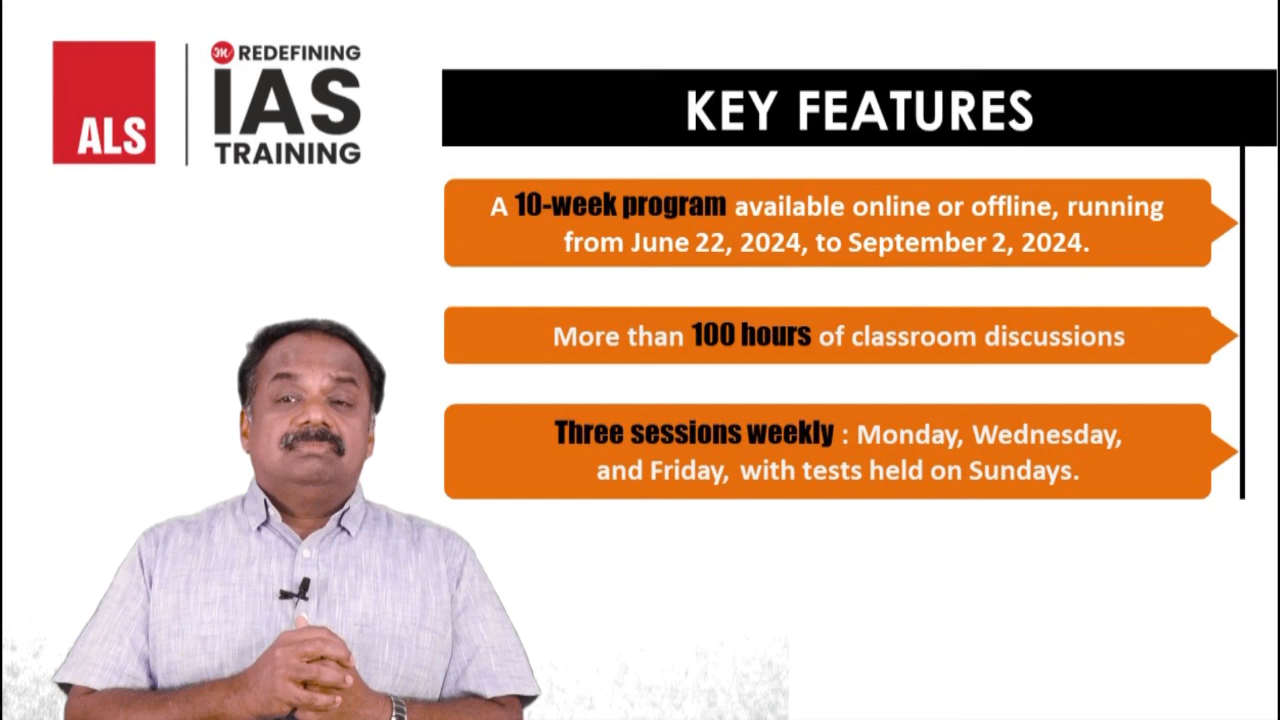 ALS
m REDEFINING
IAS
TRAINING
KEY FEATURES
A 10-week program available online or offline, running
from June 22, 2024, to September 2, 2024.
More than 100 hours of classroom discussions
Three sessions weekly : Monday, Wednesday,
and Friday, with tests held on Sundays.